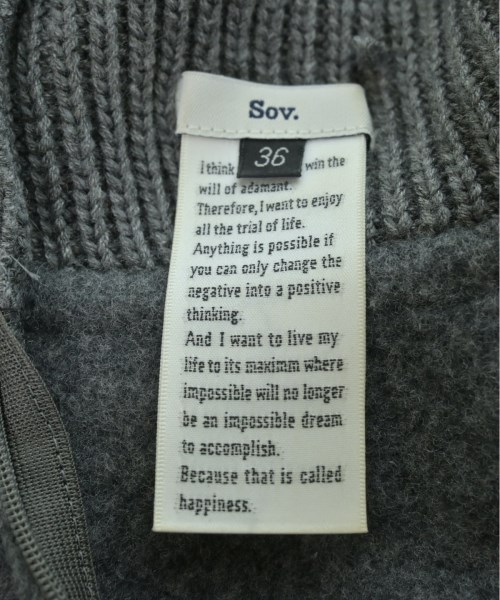 Sov.
36
I think win the
will of adamant.
Therefore, I want to enjoy
all the trial of life.
Anything is possible if
you can only change the
negative into a positive
thinking.
And I want to live my
life to its maximm where
impossible will no longer
be an impossible dream
to accomplish.
Because that is called
happiness.